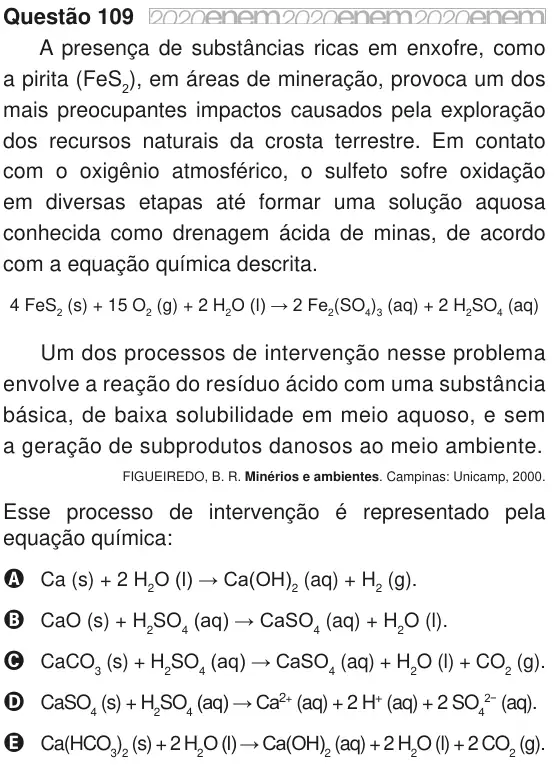 Questão 109 2020enem2020enem2020enem
A presença de substâncias ricas em enxofre, como
a pirita (FeS₂), em áreas de mineração, provoca um dos
mais preocupantes impactos causados pela exploração
dos recursos naturais da crosta terrestre. Em contato
com o oxigênio atmosférico, o sulfeto sofre oxidação
em diversas etapas até formar uma solução aquosa
conhecida como drenagem ácida de minas, de acordo
com a equação química descrita.
4 FeS₂ (s) + 15 O₂ (g) + 2 H₂O (l) → 2 Fe₂(SO₄)₃ (aq) + 2 H₂SO₄ (aq)
Um dos processos de intervenção nesse problema
envolve a reação do resíduo ácido com uma substância
básica, de baixa solubilidade em meio aquoso, e sem
a geração de subprodutos danosos ao meio ambiente.
FIGUEIREDO, B. R. Minérios e ambientes. Campinas: Unicamp, 2000.
Esse processo de intervenção é representado pela
equação química:
A Ca (s) + 2 H₂O (l) → Ca(OH)₂ (aq) + H₂ (g).
B CaO (s) + H₂SO₄ (aq) → CaSO₄ (aq) + H₂O (l).
C CaCO₃ (s) + H₂SO₄ (aq) → CaSO₄ (aq) + H₂O (l) + CO₂ (g).
D CaSO₄ (s) + H₂SO₄ (aq) → Ca²⁺ (aq) + 2 H⁺ (aq) + 2 SO₄²⁻ (aq).
E Ca(HCO₃)₂ (s) + 2 H₂O (l) → Ca(OH)₂ (aq) + 2 H₂O (l) + 2 CO₂ (g).